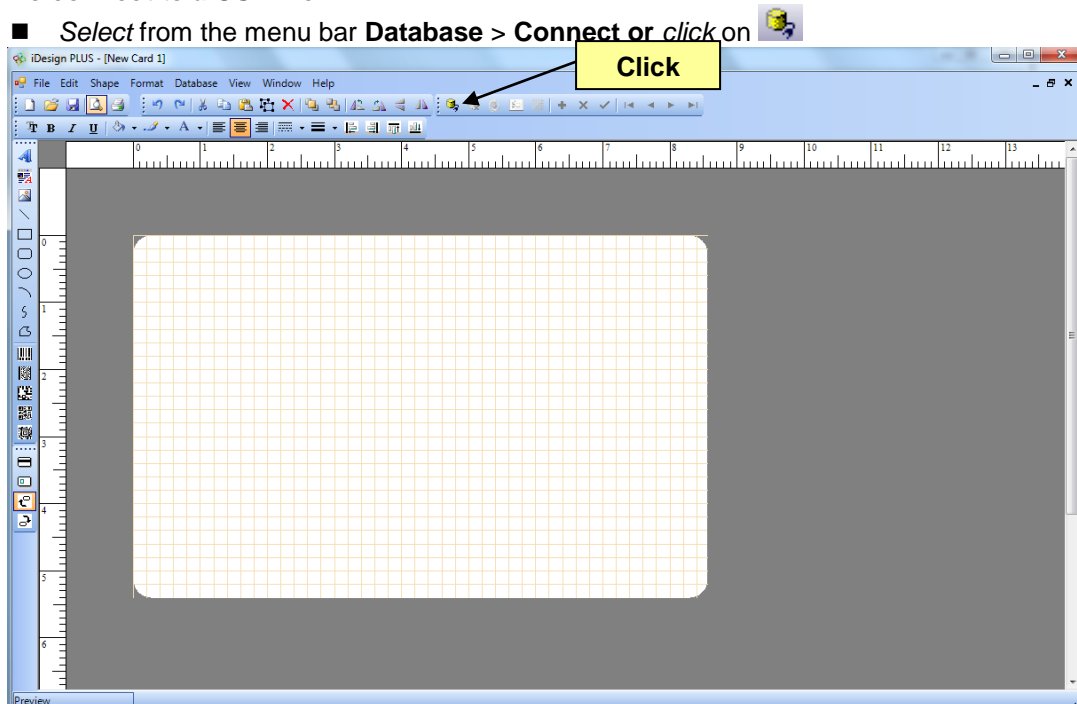 ■ Select from the menu bar Database > Connect or click on
Click
iDesign PLUS - [New Card 1]
File Edit Shape Format Database View Window Help
B I U A
0 1 2 3 4 5 6 7 8 9 10 11 12 13
0
1
2
3
4
5
6
Preview